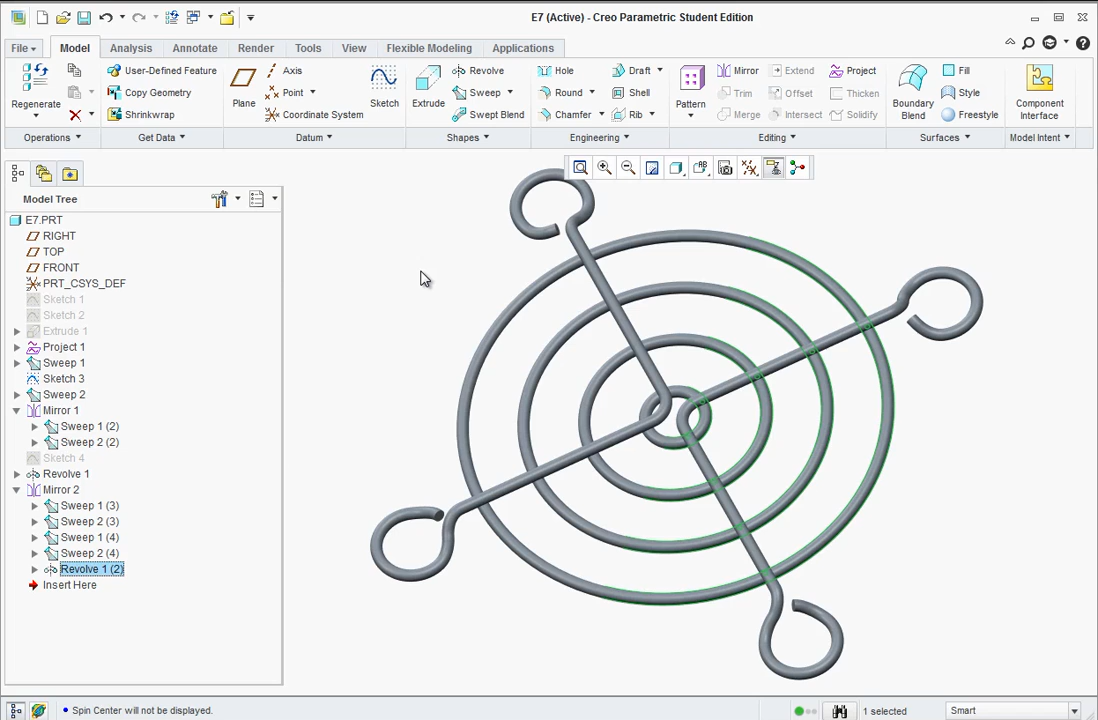 E7 (Active) - Creo Parametric Student Edition
File Model Analysis Annotate Render Tools View Flexible Modeling Applications
Regenerate
Operations
User-Defined Feature
Copy Geometry
Shrinkwrap
Get Data
Plane
Axis
Point
Coordinate System
Sketch
Datum
Extrude
Revolve
Sweep
Swept Blend
Shapes
Hole
Round
Chamfer
Draft
Shell
Rib
Engineering
Pattern
Mirror
Trim
Merge
Extend
Offset
Intersect
Project
Thicken
Solidify
Editing
Boundary
Blend
Fill
Style
Freestyle
Surfaces
Component
Interface
Model Intent
Model Tree
E7.PRT
RIGHT
TOP
FRONT
PRT_CSYS_DEF
Sketch 1
Sketch 2
Extrude 1
Project 1
Sweep 1
Sketch 3
Sweep 2
Mirror 1
Sweep 1 (2)
Sweep 2 (2)
Sketch 4
Revolve 1
Mirror 2
Sweep 1 (3)
Sweep 2 (3)
Sweep 1 (4)
Sweep 2 (4)
Revolve 1 (2)
Insert Here
Spin Center will not be displayed.
1 selected
Smart